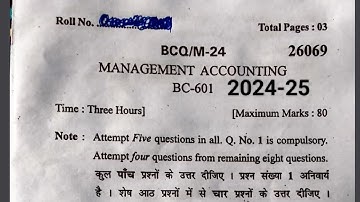 Roll No.
Total Pages : 03
BCQ/M-24 26069
MANAGEMENT ACCOUNTING
BC-601 2024-25
Time : Three Hours] [Maximum Marks : 80
Note : Attempt Five questions in all. Q. No. 1 is compulsory.
Attempt four questions from remaining eight questions.
कुल पाँच प्रश्नों के उत्तर दीजिए । प्रश्न संख्या 1 अनिवार्य
है । शेष आठ प्रश्नों में से चार प्रश्नों के उत्तर दीजिए ।